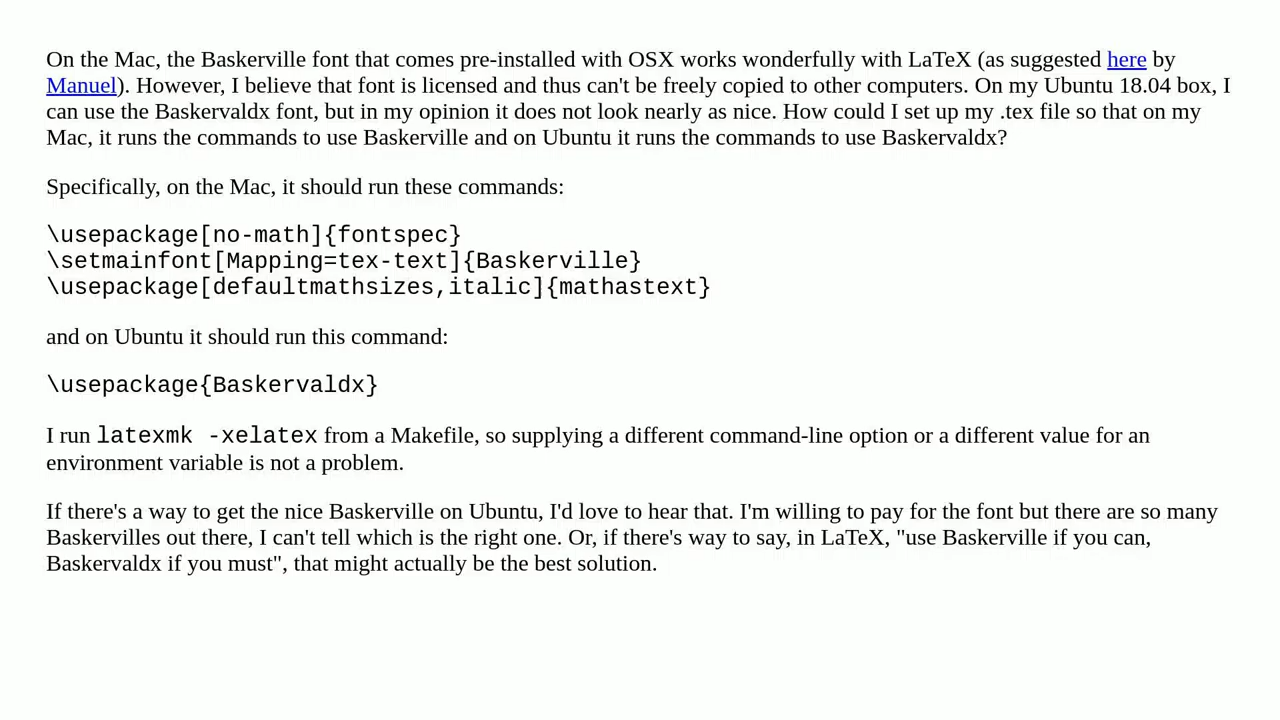 On the Mac, the Baskerville font that comes pre-installed with OSX works wonderfully with LaTeX (as suggested here by
Manuel). However, I believe that font is licensed and thus can't be freely copied to other computers. On my Ubuntu 18.04 box, I
can use the Baskervaldx font, but in my opinion it does not look nearly as nice. How could I set up my .tex file so that on my
Mac, it runs the commands to use Baskerville and on Ubuntu it runs the commands to use Baskervaldx?
Specifically, on the Mac, it should run these commands:
\usepackage[no-math]{fontspec}
\setmainfont[Mapping=tex-text]{Baskerville}
\usepackage[defaultmathsizes,italic]{mathastext}
and on Ubuntu it should run this command:
\usepackage{Baskervaldx}
I run latexmk -xelatex from a Makefile, so supplying a different command-line option or a different value for an
environment variable is not a problem.
If there's a way to get the nice Baskerville on Ubuntu, I'd love to hear that. I'm willing to pay for the font but there are so many
Baskervilles out there, I can't tell which is the right one. Or, if there's way to say, in LaTeX, "use Baskerville if you can,
Baskervaldx if you must", that might actually be the best solution.